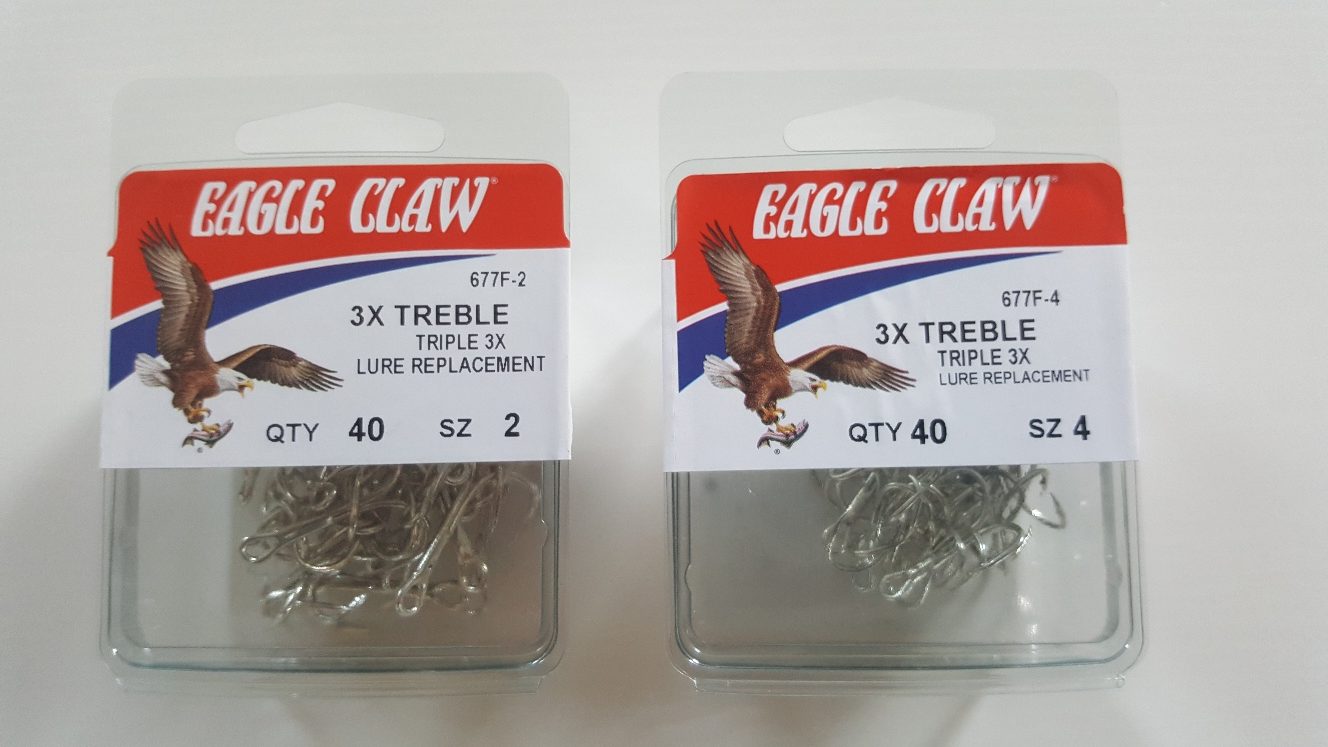 EAGLE CLAW®
677F-2
3X TREBLE
TRIPLE 3X
LURE REPLACEMENT
QTY 40 SZ 2
®
EAGLE CLAW®
677F-4
3X TREBLE
TRIPLE 3X
LURE REPLACEMENT
QTY 40 SZ 4
®